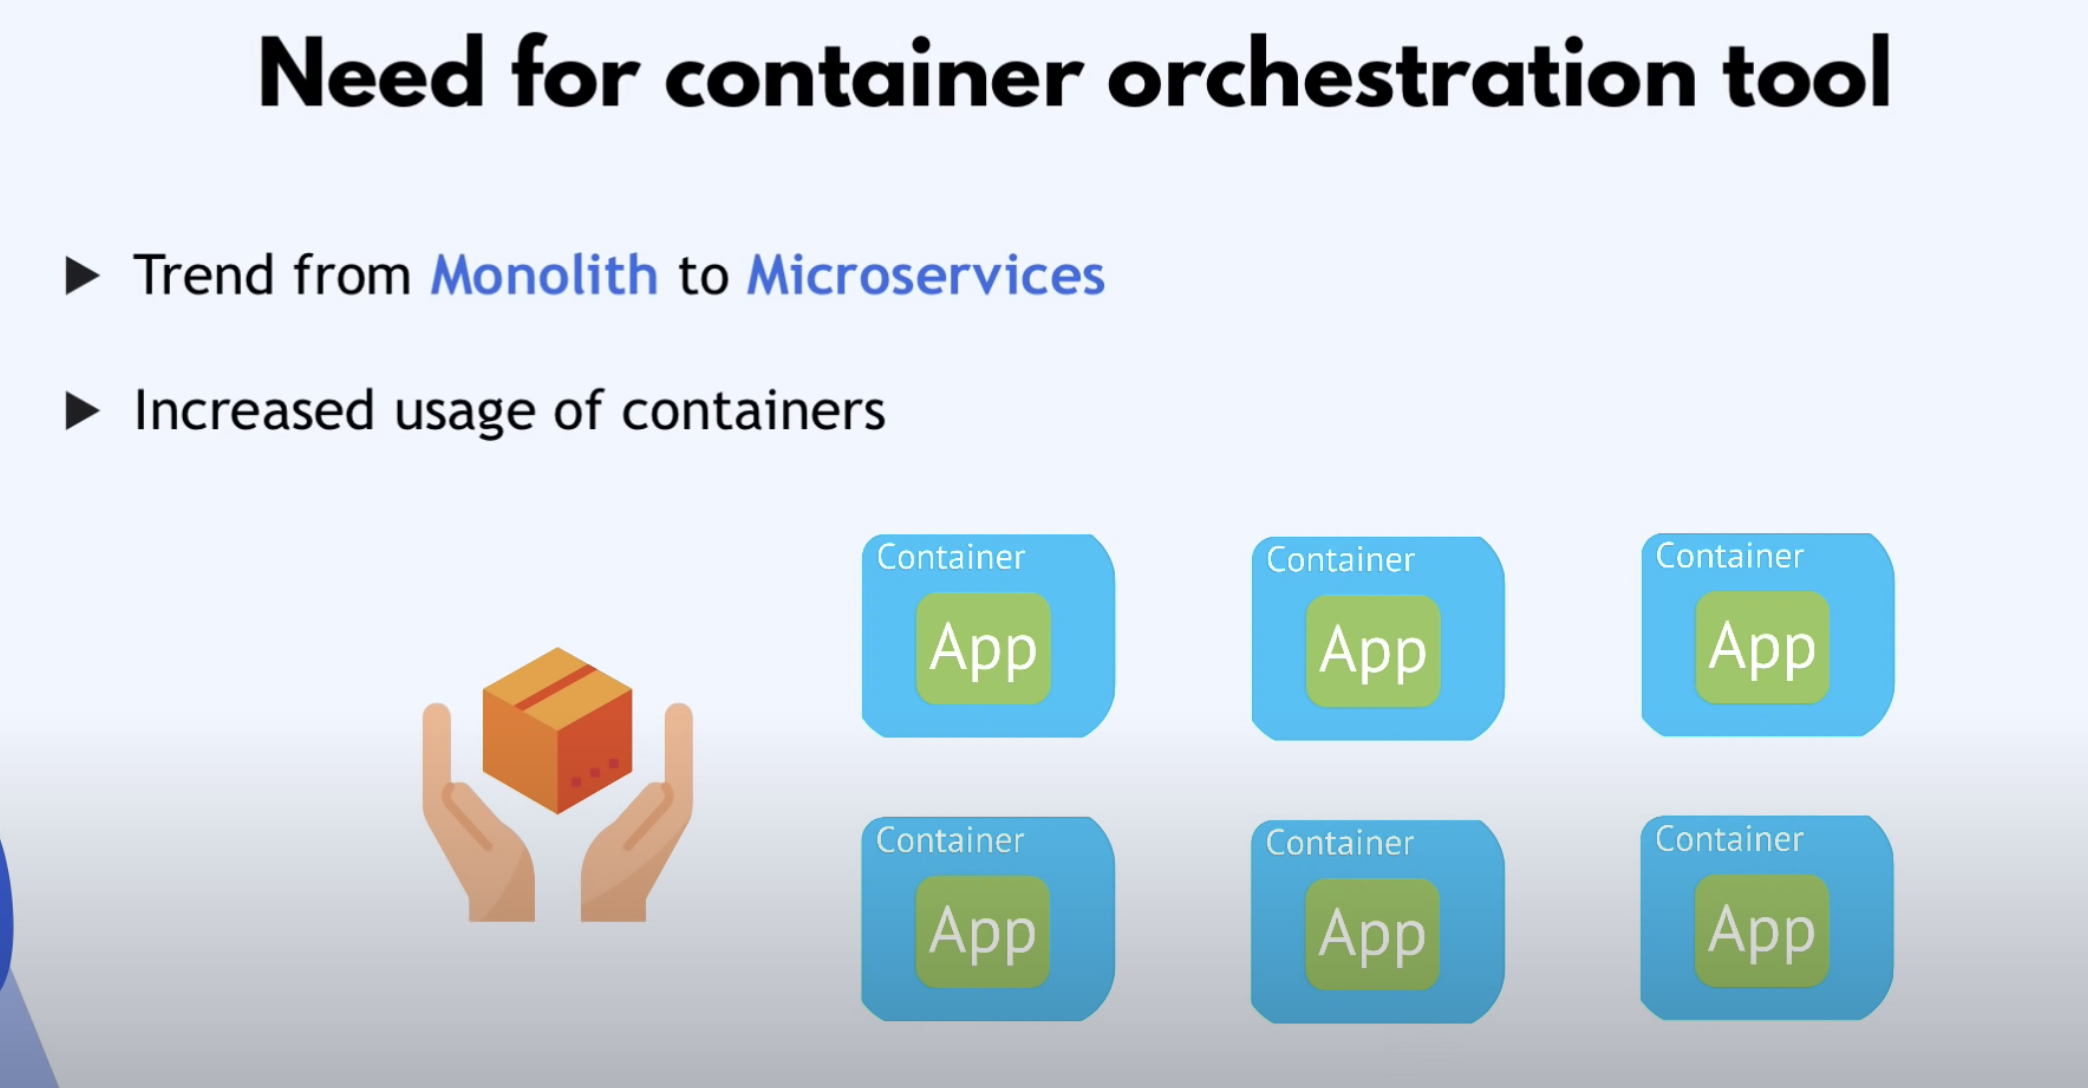 Need for container orchestration tool
Trend from Monolith to Microservices
Increased usage of containers
Container
App
Container
App
Container
App
Container
App
Container
App
Container
App